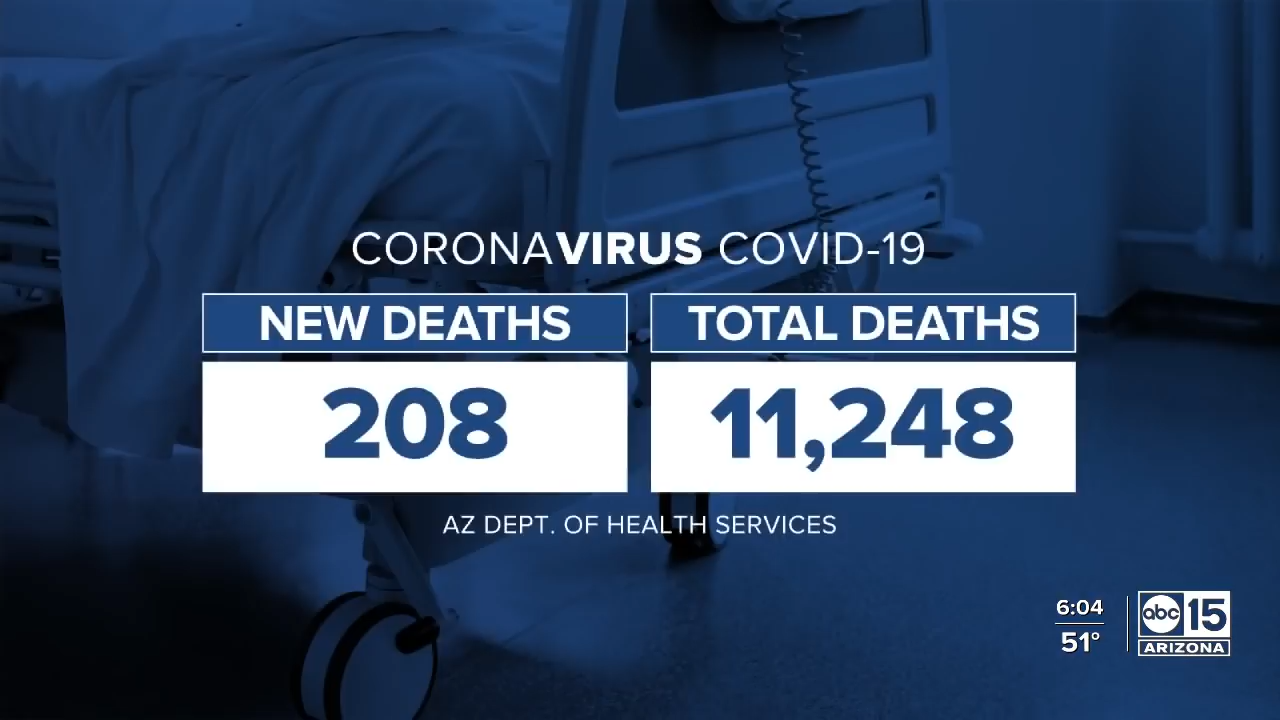 CORONAVIRUS COVID-19
NEW DEATHS
TOTAL DEATHS
208
11,248
AZ DEPT. OF HEALTH SERVICES
6:04
51°
abc 15
ARIZONA